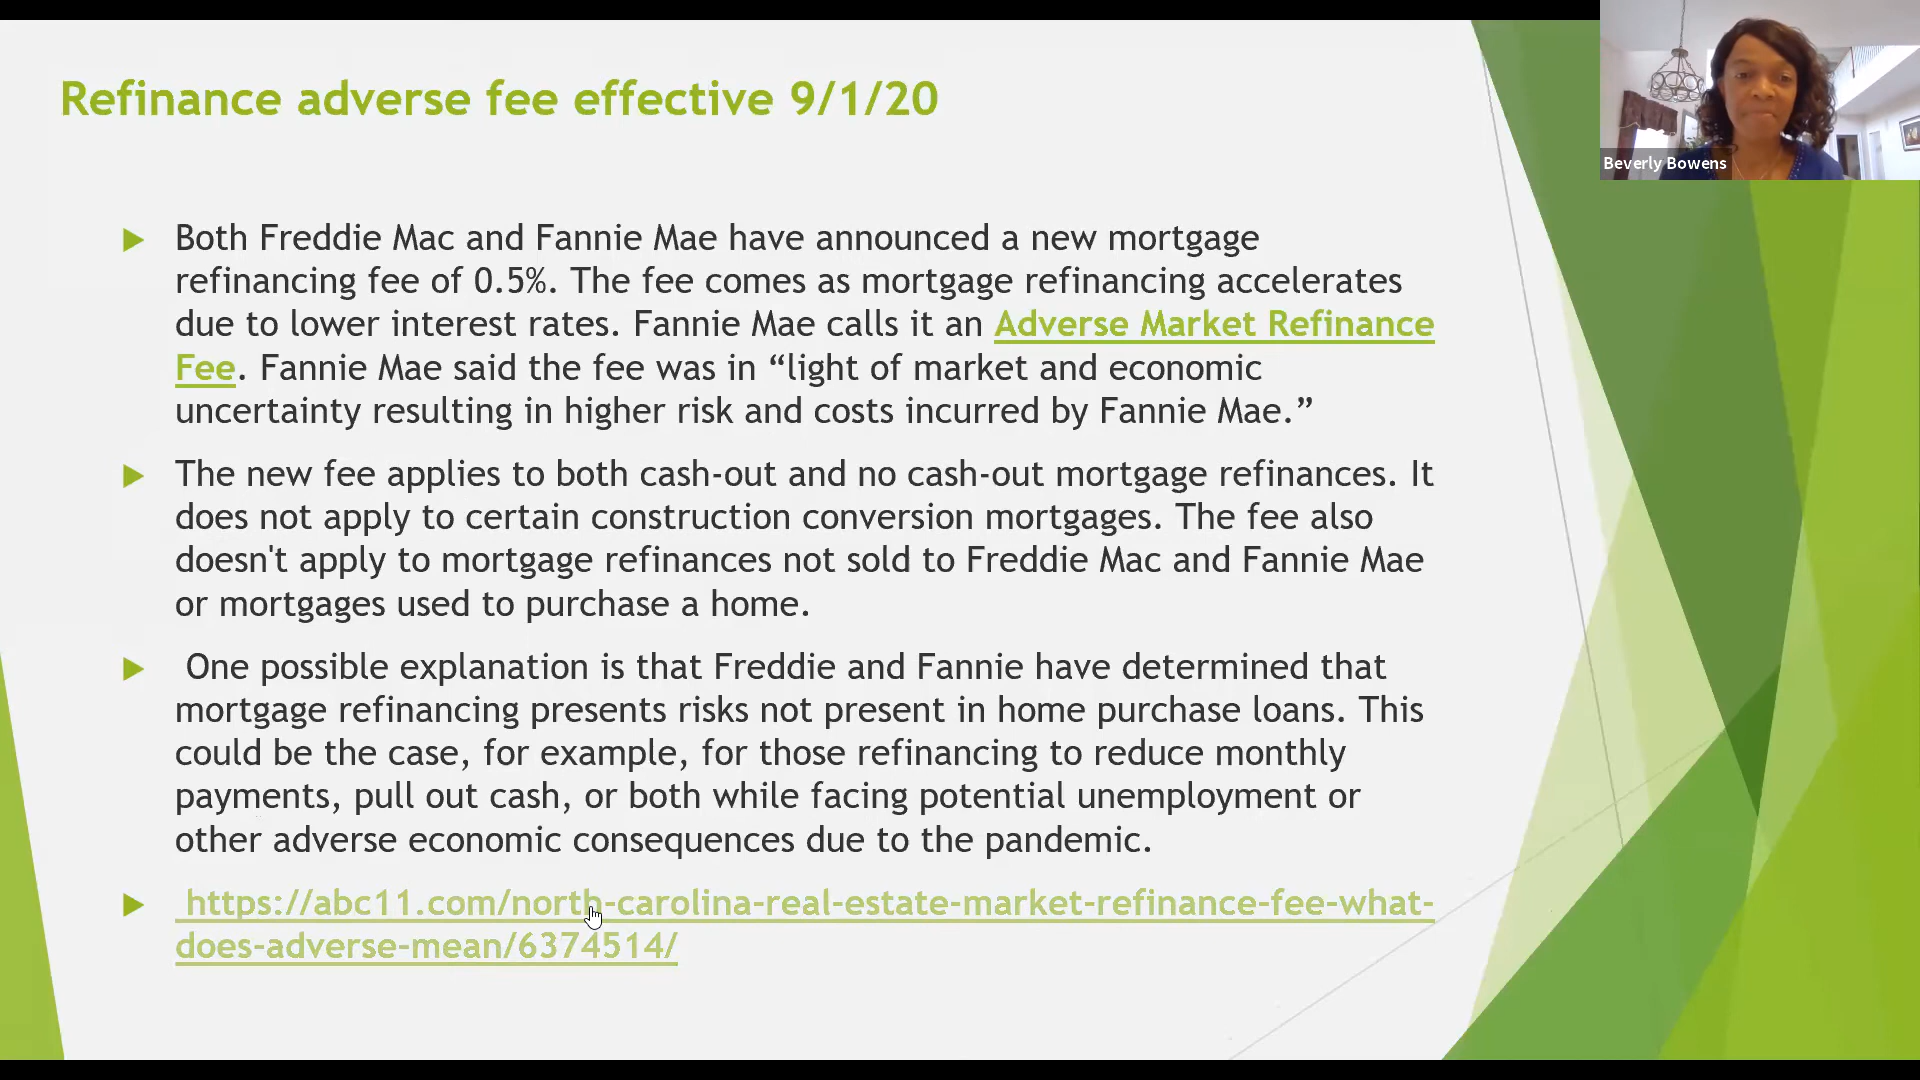 Refinance adverse fee effective 9/1/20
Beverly Bowens
Both Freddie Mac and Fannie Mae have announced a new mortgage
refinancing fee of 0.5%. The fee comes as mortgage refinancing accelerates
due to lower interest rates. Fannie Mae calls it an Adverse Market Refinance
Fee. Fannie Mae said the fee was in “light of market and economic
uncertainty resulting in higher risk and costs incurred by Fannie Mae.”
The new fee applies to both cash-out and no cash-out mortgage refinances. It
does not apply to certain construction conversion mortgages. The fee also
doesn't apply to mortgage refinances not sold to Freddie Mac and Fannie Mae
or mortgages used to purchase a home.
One possible explanation is that Freddie and Fannie have determined that
mortgage refinancing presents risks not present in home purchase loans. This
could be the case, for example, for those refinancing to reduce monthly
payments, pull out cash, or both while facing potential unemployment or
other adverse economic consequences due to the pandemic.
https://abc11.com/north-carolina-real-estate-market-refinance-fee-what-
does-adverse-mean/6374514/